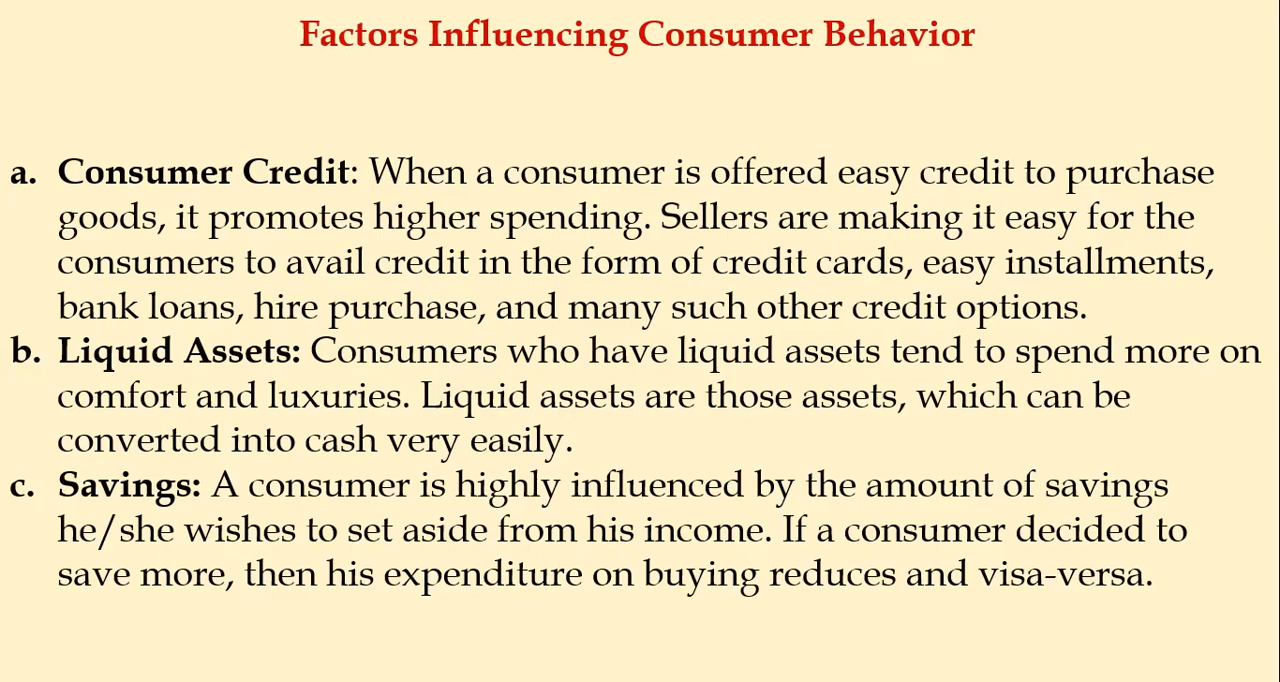 Factors Influencing Consumer Behavior
a. Consumer Credit: When a consumer is offered easy credit to purchase
goods, it promotes higher spending. Sellers are making it easy for the
consumers to avail credit in the form of credit cards, easy installments,
bank loans, hire purchase, and many such other credit options.
b. Liquid Assets: Consumers who have liquid assets tend to spend more on
comfort and luxuries. Liquid assets are those assets, which can be
converted into cash very easily.
c. Savings: A consumer is highly influenced by the amount of savings
he/she wishes to set aside from his income. If a consumer decided to
save more, then his expenditure on buying reduces and visa-versa.